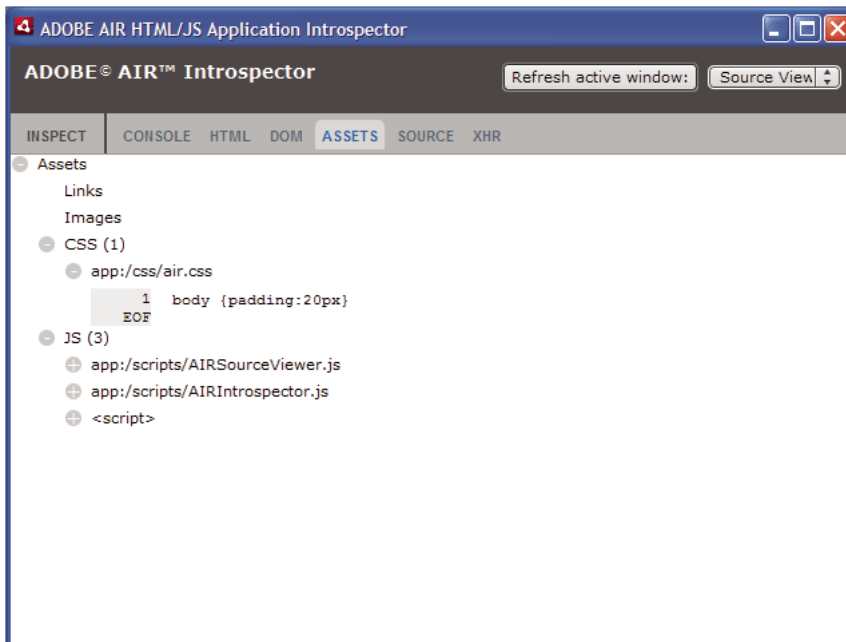 ADOBE AIR HTML/JS Application Introspector
ADOBE© AIR™ Introspector
Refresh active window: Source View
INSPECT CONSOLE HTML DOM ASSETS SOURCE XHR
Assets
Links
Images
CSS (1)
app:/css/air.css
1 body {padding:20px}
EOF
JS (3)
app:/scripts/AIRSourceViewer.js
app:/scripts/AIRIntrospector.js
<script>